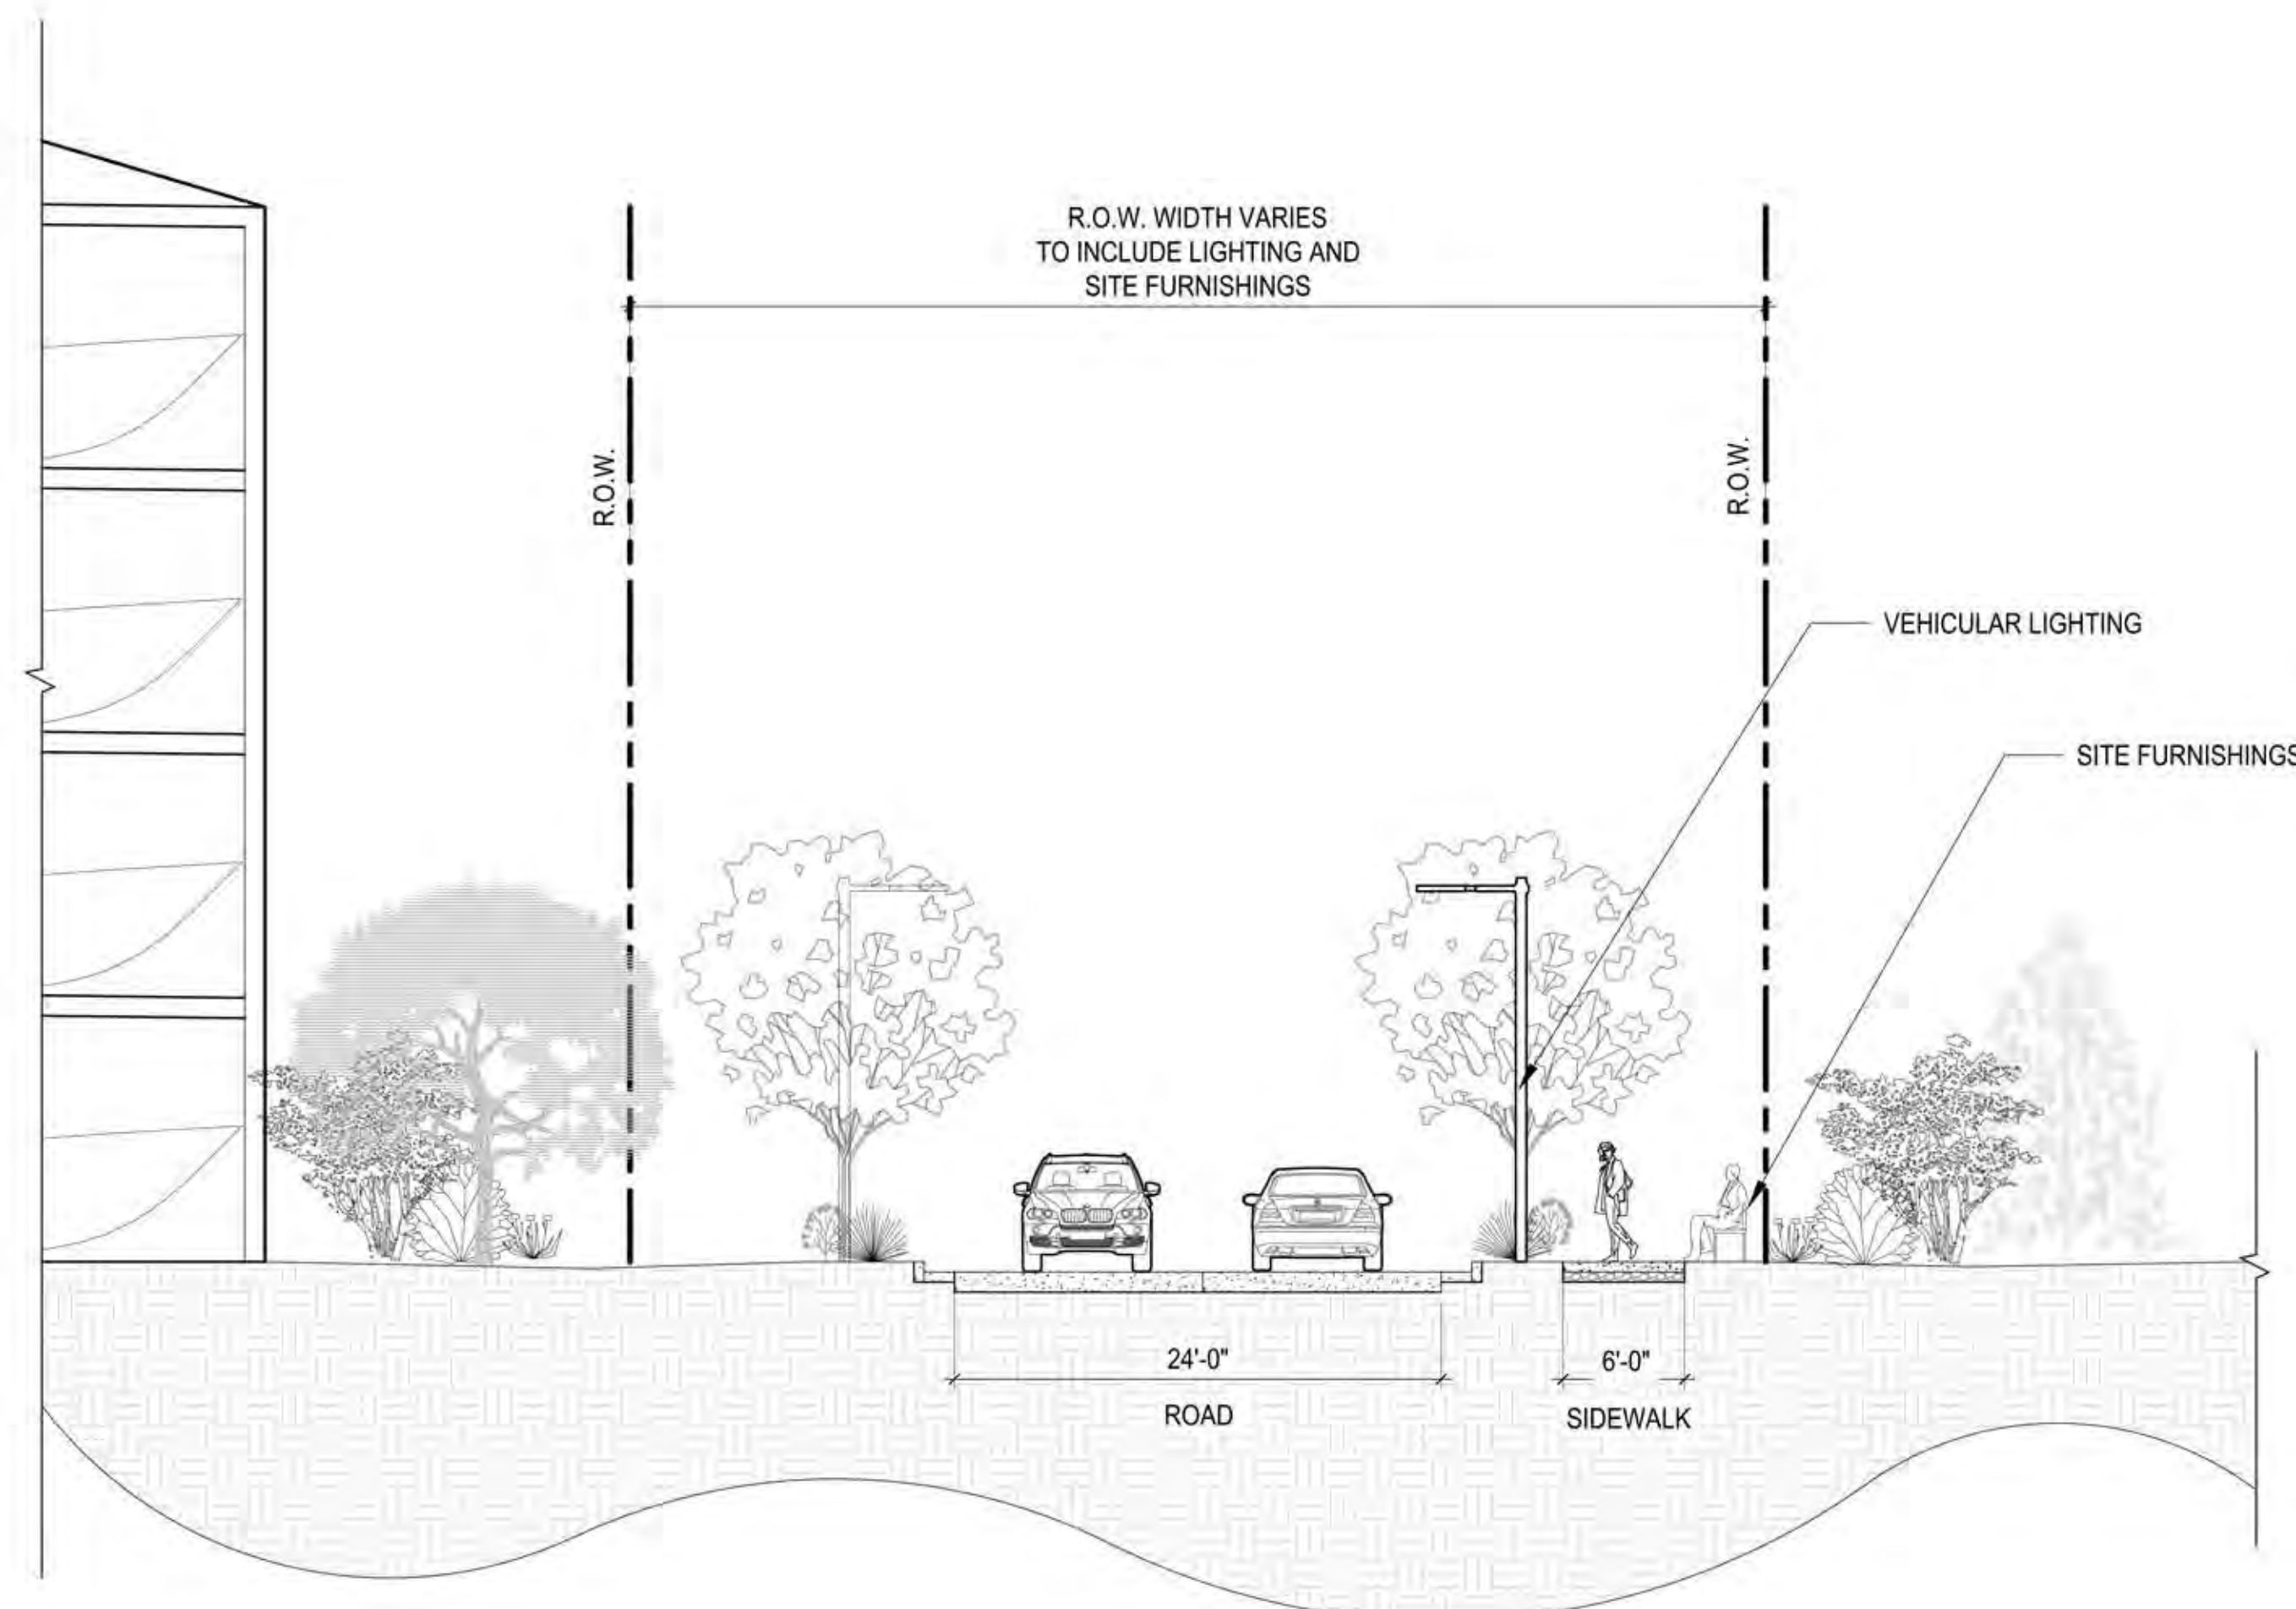 R.O.W. WIDTH VARIES
TO INCLUDE LIGHTING AND
SITE FURNISHINGS
R.O.W.
R.O.W.
VEHICULAR LIGHTING
SITE FURNISHINGS
24'-0"
6'-0"
ROAD
SIDEWALK